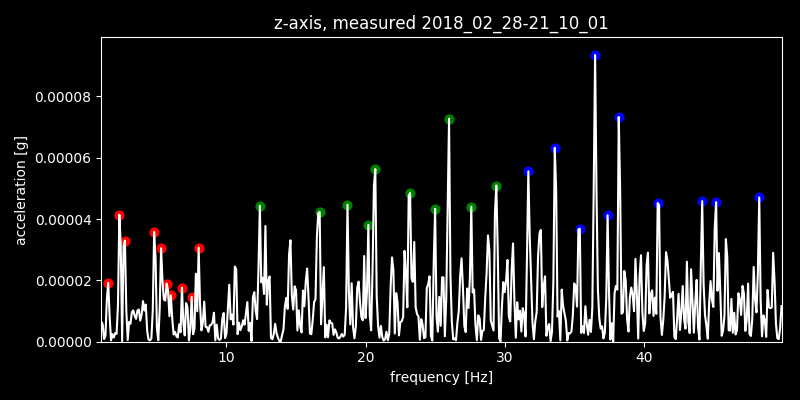 z-axis, measured 2018_02_28-21_10_01
acceleration [g]
0.00008
0.00006
0.00004
0.00002
0.00000
10 20 30 40
frequency [Hz]